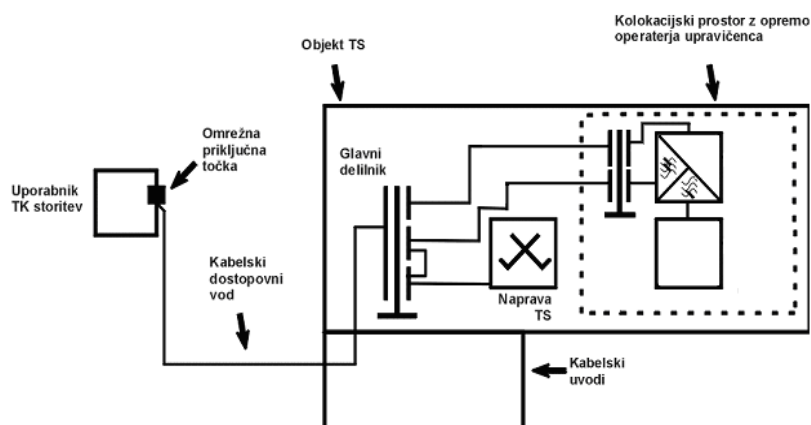 Kolokacijski prostor z opremo
operaterja upravičenca
Objekt TS
Omrežna
priključna
točka
Glavni
delilnik
Uporabnik
TK storitev
Kabelski
dostopovni
vod
Naprava
TS
Kabelski
uvodi